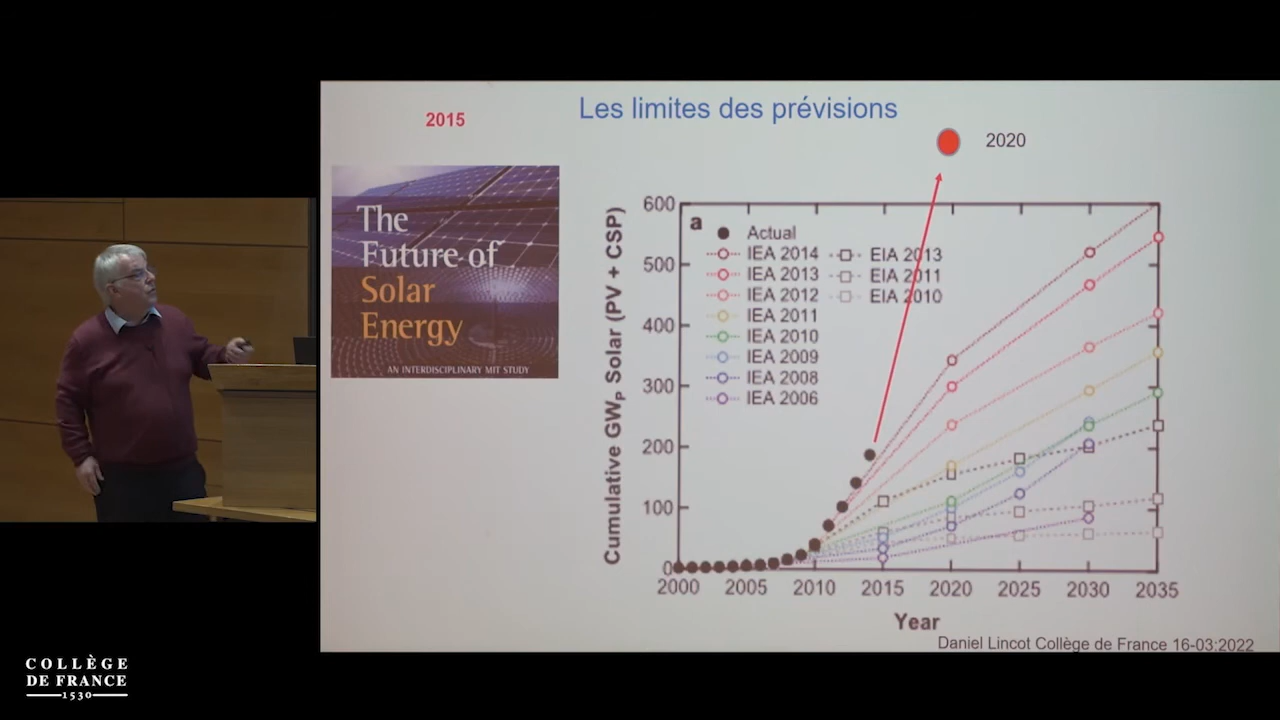 2015
Les limites des prévisions
2020
The
Future of
Solar
Energy
AN INTERDISCIPLINARY MIT STUDY
Cumulative GWP Solar (PV + CSP)
600
500
400
300
200
100
0
a
Actual
IEA 2014
IEA 2013
IEA 2012
IEA 2011
IEA 2010
IEA 2009
IEA 2008
IEA 2006
EIA 2013
EIA 2011
EIA 2010
2000 2005 2010 2015 2020 2025 2030 2035
Year
Daniel Lincot Collège de France 16-03:2022
COLLÈGE
DE FRANCE
1530